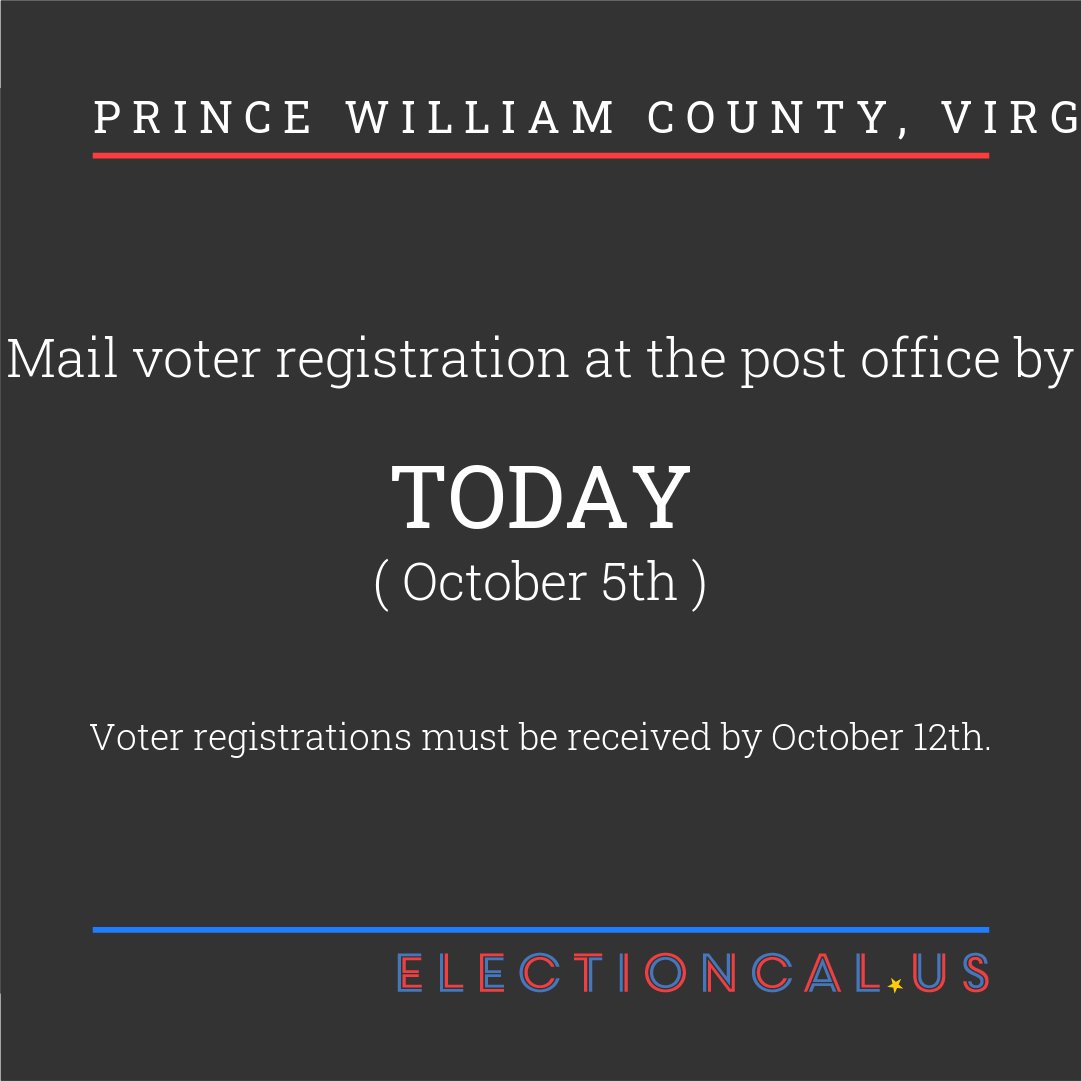 PRINCE WILLIAM COUNTY, VIRG
Mail voter registration at the post office by
TODAY
( October 5th )
Voter registrations must be received by October 12th.
ELECTIONCAL.US